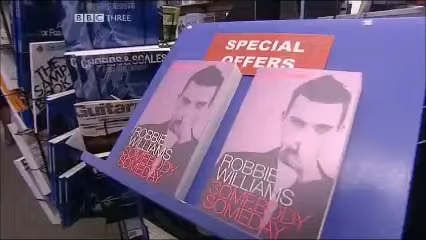 BBC THREE
SPECIAL
OFFERS
CHORDS & SCALES
Guitar
ROBBIE
WILLIAMS
SOMEBODY
SOMEDAY
ROBBIE
WILLIAMS
SOMEBODY
SOMEDAY